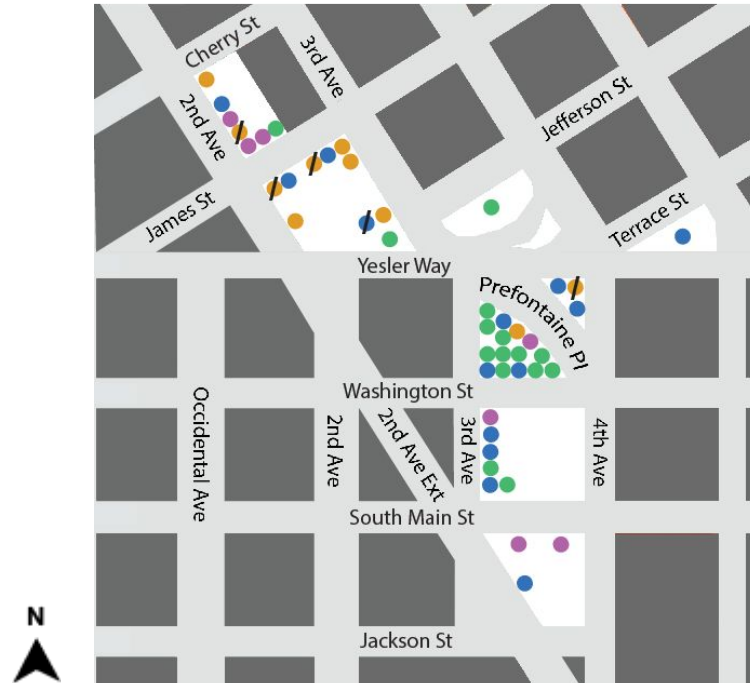 Cherry St
3rd Ave
2nd Ave
Jefferson St
James St
Terrace St
Yesler Way
Prefontaine Pl
Washington St
Occidental Ave
2nd Ave
2nd Ave Ext
3rd Ave
4th Ave
South Main St
N
Jackson St